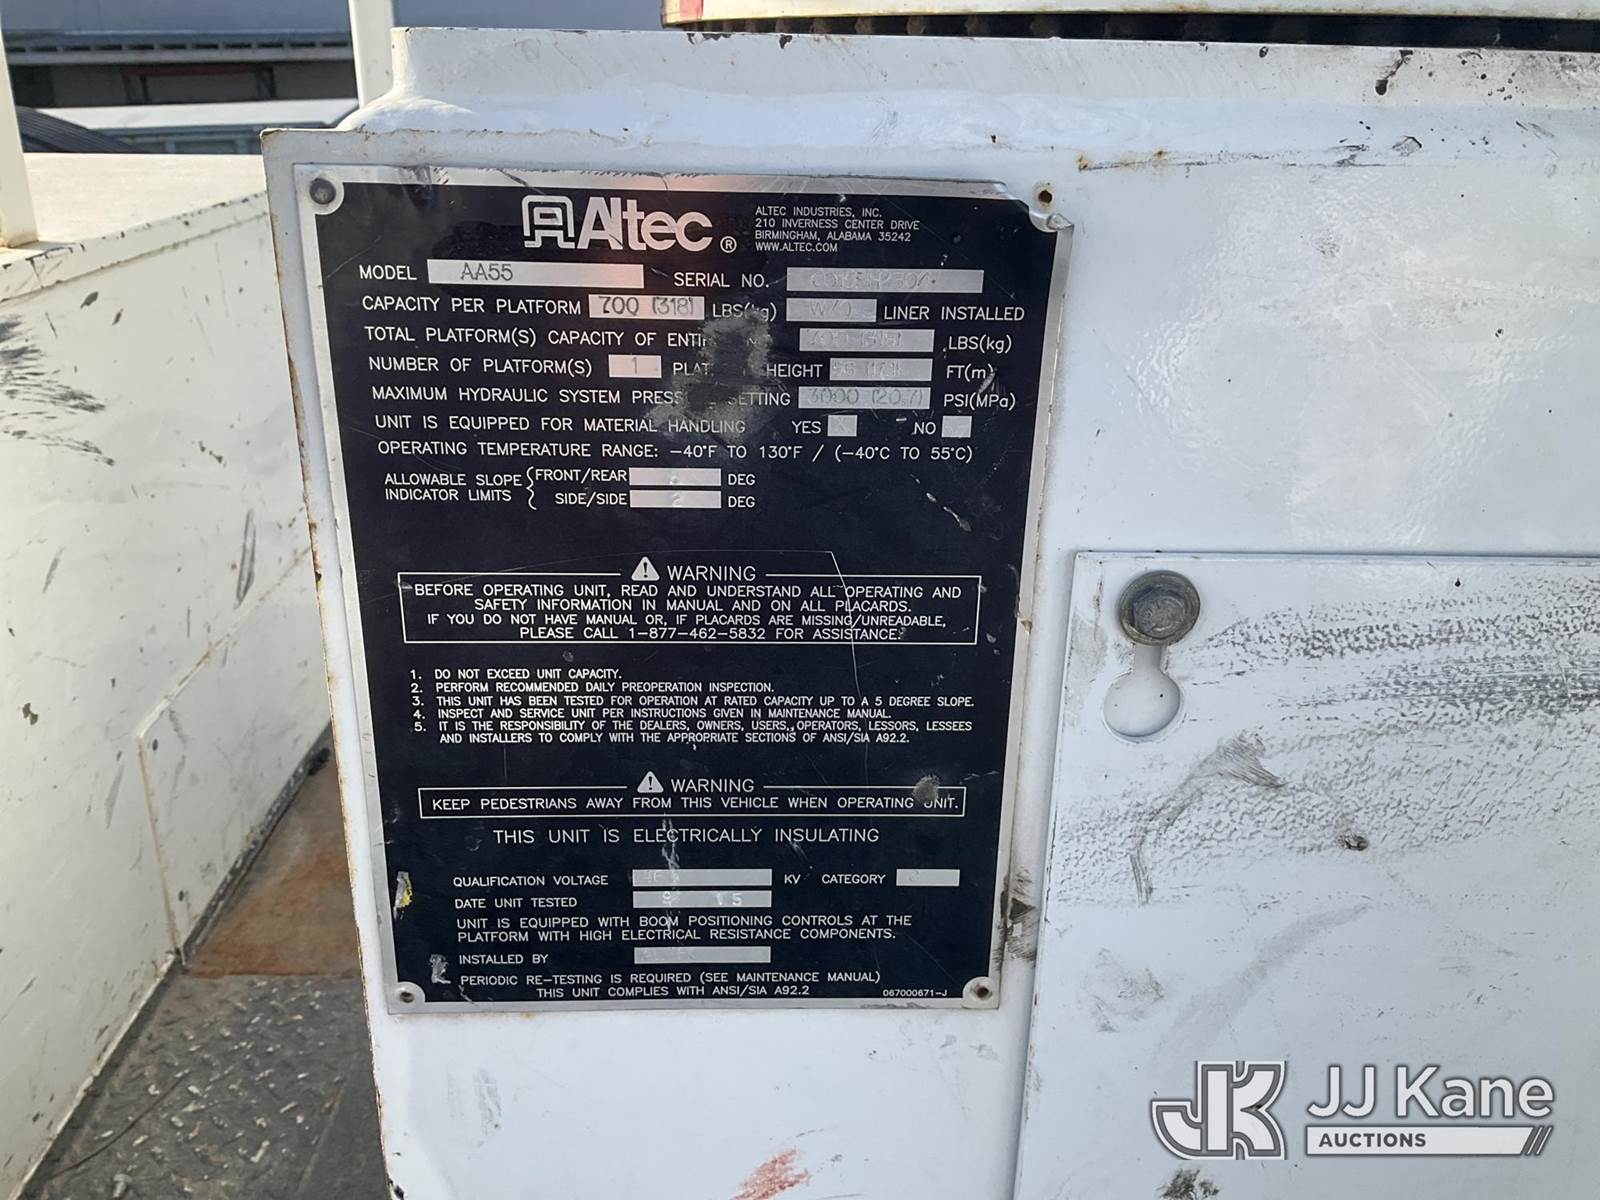 Altec ®
ALTEC INDUSTRIES, INC.
210 INVERNESS CENTER DRIVE
BIRMINGHAM, ALABAMA 35242
WWW.ALTEC.COM
MODEL AA55 SERIAL NO.
CAPACITY PER PLATFORM 700 (318) LBS(kg) LINER INSTALLED
TOTAL PLATFORM(S) CAPACITY OF LBS(kg)
NUMBER OF PLATFORM(S) 1 HEIGHT FT(m)
MAXIMUM HYDRAULIC SYSTEM SETTING 3000 (20.7) PSI(MPa)
UNIT IS EQUIPPED FOR MATERIAL HANDLING YES NO
OPERATING TEMPERATURE RANGE: -40°F TO 130°F / (-40°C TO 55°C)
ALLOWABLE SLOPE { FRONT/REAR DEG
INDICATOR LIMITS { SIDE/SIDE 2 DEG
WARNING
BEFORE OPERATING UNIT, READ AND UNDERSTAND ALL OPERATING AND
SAFETY INFORMATION IN MANUAL AND ON ALL PLACARDS.
IF YOU DO NOT HAVE MANUAL OR, IF PLACARDS ARE MISSING/UNREADABLE,
PLEASE CALL 1-877-462-5832 FOR ASSISTANCE.
1. DO NOT EXCEED UNIT CAPACITY.
2. PERFORM RECOMMENDED DAILY PREOPERATION INSPECTION.
3. THIS UNIT HAS BEEN TESTED FOR OPERATION AT RATED CAPACITY UP TO A 5 DEGREE SLOPE.
4. INSPECT AND SERVICE UNIT PER INSTRUCTIONS GIVEN IN MAINTENANCE MANUAL.
5. IT IS THE RESPONSIBILITY OF THE DEALERS, OWNERS, USERS, OPERATORS, LESSORS, LESSEES
AND INSTALLERS TO COMPLY WITH THE APPROPRIATE SECTIONS OF ANSI/SIA A92.2.
WARNING
KEEP PEDESTRIANS AWAY FROM THIS VEHICLE WHEN OPERATING UNIT.
THIS UNIT IS ELECTRICALLY INSULATING
QUALIFICATION VOLTAGE 46 KV CATEGORY
DATE UNIT TESTED
UNIT IS EQUIPPED WITH BOOM POSITIONING CONTROLS AT THE
PLATFORM WITH HIGH ELECTRICAL RESISTANCE COMPONENTS.
INSTALLED BY
PERIODIC RE-TESTING IS REQUIRED (SEE MAINTENANCE MANUAL)
THIS UNIT COMPLIES WITH ANSI/SIA A92.2 067000671-J
JK JJ Kane
AUCTIONS